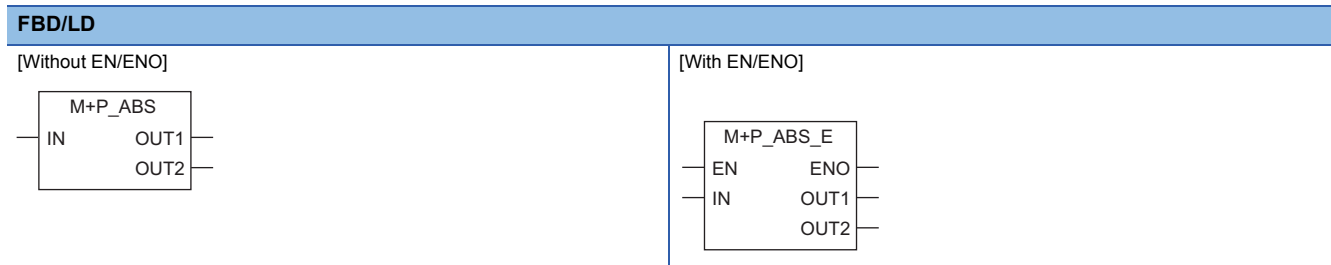 FBD/LD
[Without EN/ENO]
M+P_ABS
IN OUT1
OUT2
[With EN/ENO]
M+P_ABS_E
EN ENO
IN OUT1
OUT2